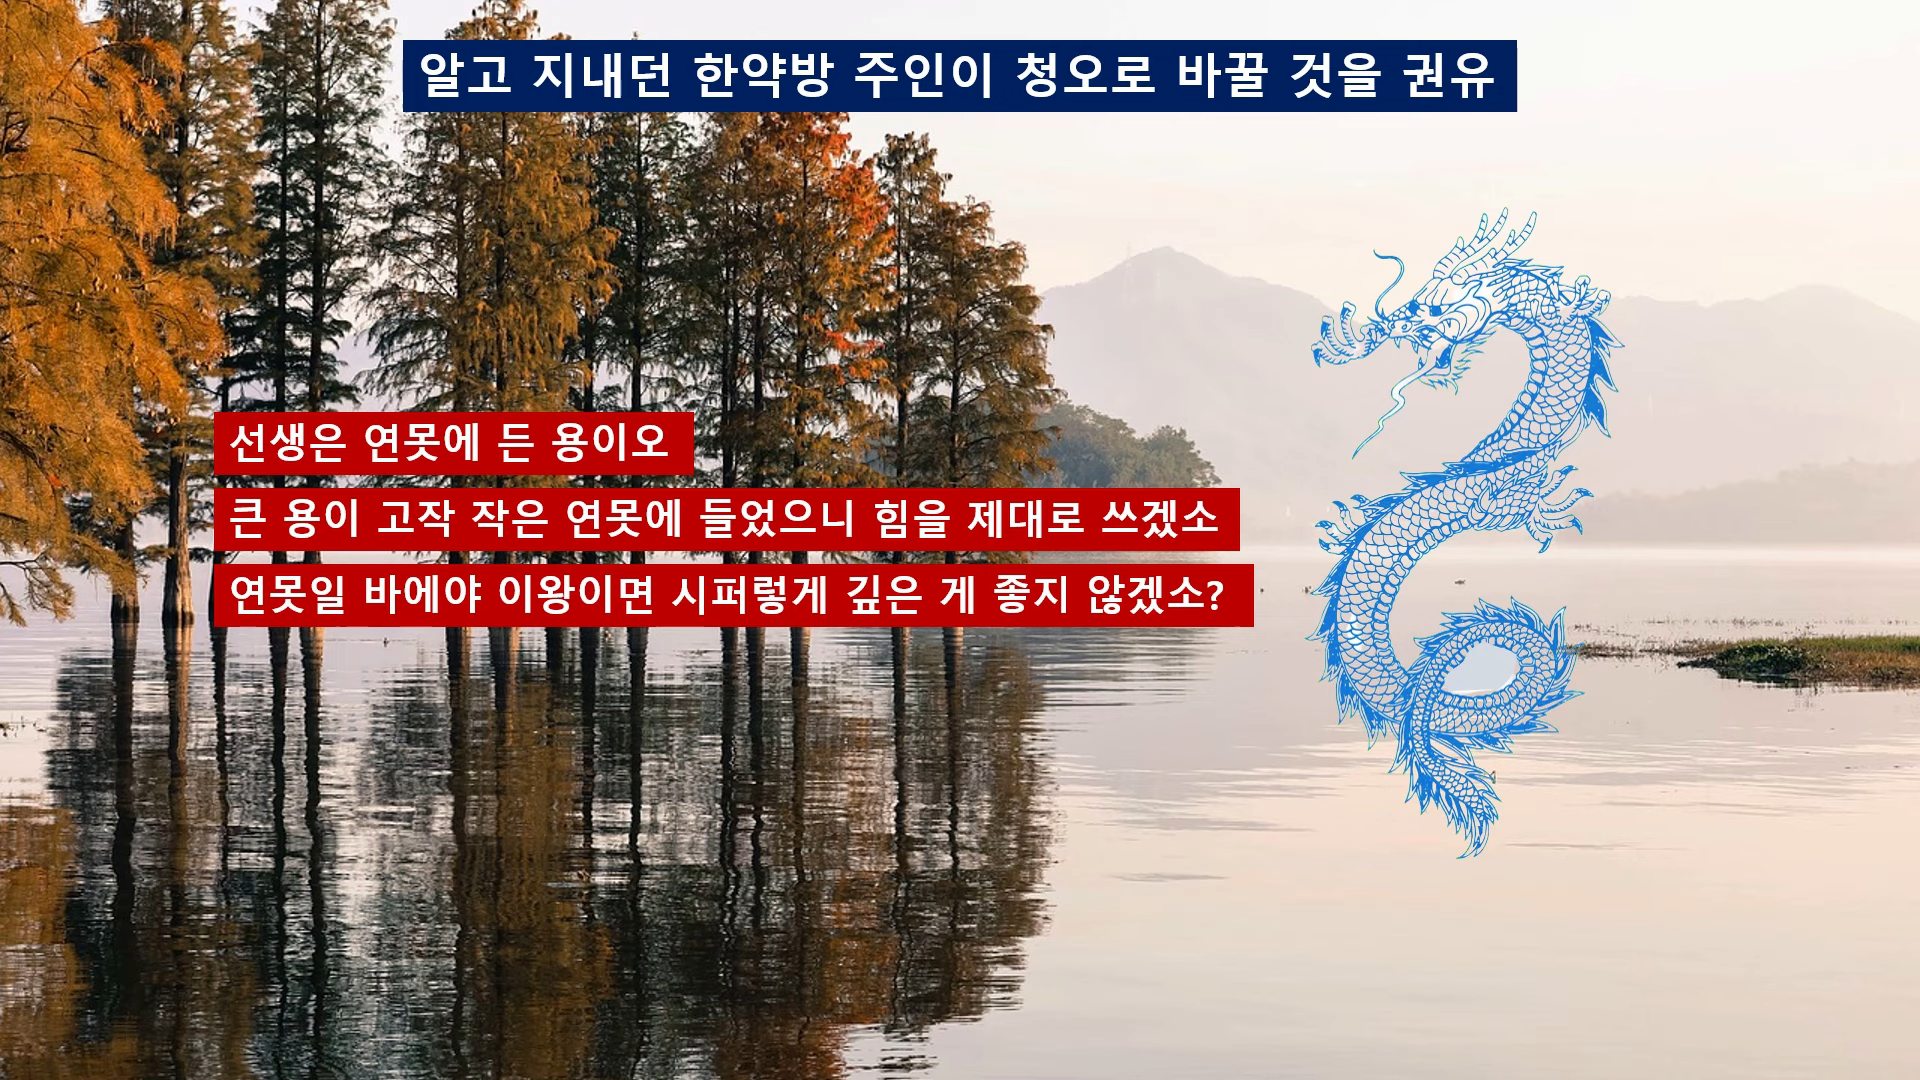 알고 지내던 한약방 주인이 청오로 바꿀 것을 권유
선생은 연못에 든 용이오
큰 용이 고작 작은 연못에 들었으니 힘을 제대로 쓰겠소
연못일 바에야 이왕이면 시퍼렇게 깊은 게 좋지 않겠소?